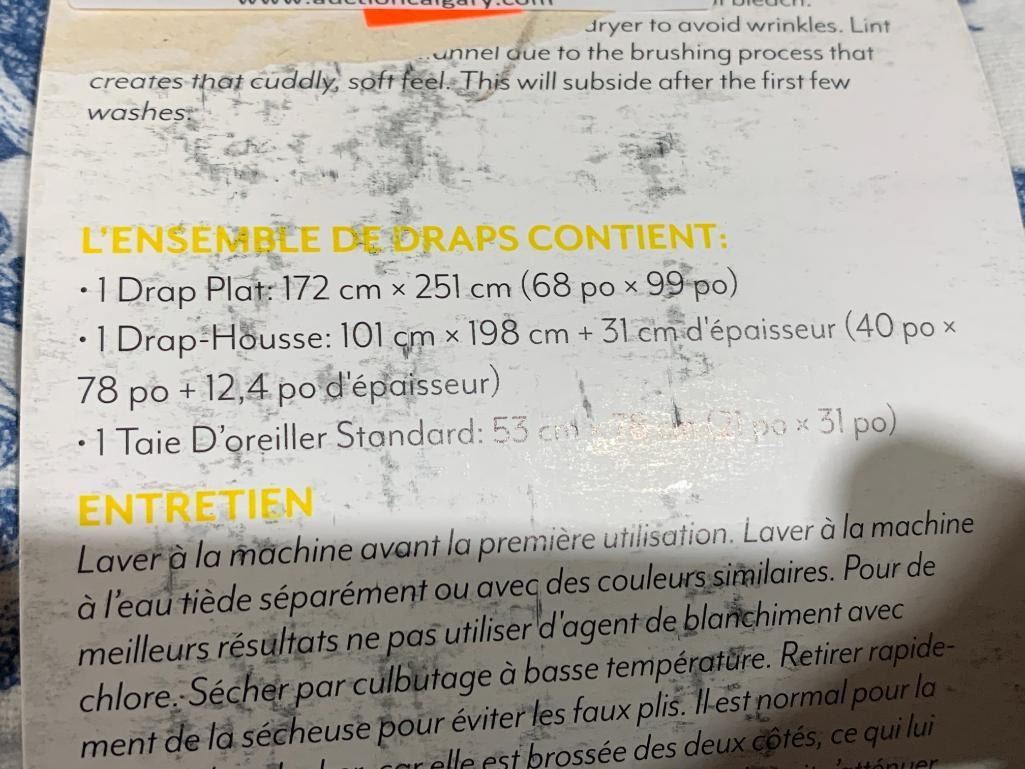 www.auctioncalgary.com
dryer to avoid wrinkles. Lint
due to the brushing process that
creates that cuddly, soft feel. This will subside after the first few
washes.
L'ENSEMBLE DE DRAPS CONTIENT:
• 1 Drap Plat: 172 cm × 251 cm (68 po × 99 po)
• 1 Drap-Housse: 101 cm × 198 cm + 31 cm d'épaisseur (40 po ×
78 po + 12,4 po d'épaisseur)
• 1 Taie D'oreiller Standard: 53 cm × 78 cm (21 po × 31 po)
ENTRETIEN
Laver à la machine avant la première utilisation. Laver à la machine
à l'eau tiède séparément ou avec des couleurs similaires. Pour de
meilleurs résultats ne pas utiliser d'agent de blanchiment avec
chlore. Sécher par culbutage à basse température. Retirer rapide-
ment de la sécheuse pour éviter les faux plis. Il est normal pour la
car elle est brossée des deux côtés, ce qui lui